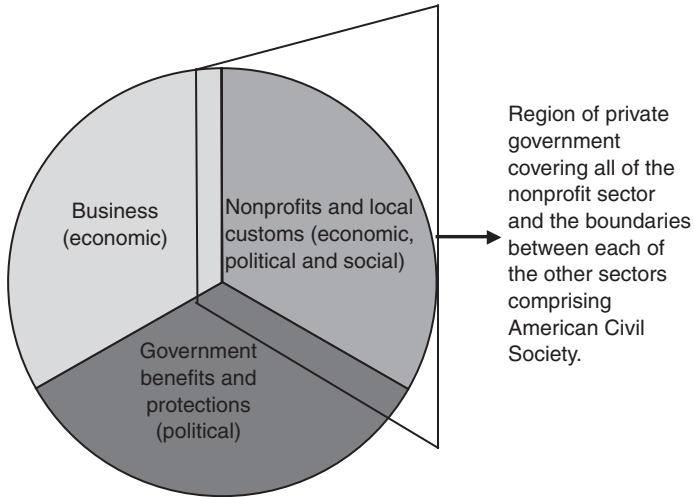 Business
(economic)
Nonprofits and local
customs (economic,
political and social)
Government
benefits and
protections
(political)
Region of private
government
covering all of the
nonprofit sector
and the boundaries
between each of
the other sectors
comprising
American Civil
Society.